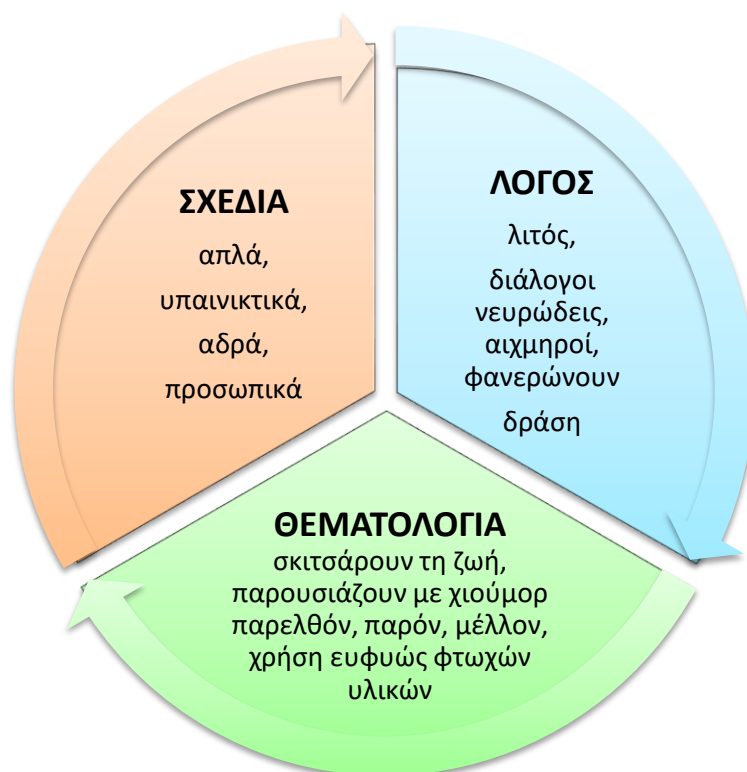 ΣΧΕΔΙΑ
απλά,
υπαινικτικά,
αδρά,
προσωπικά
ΛΟΓΟΣ
λιτός,
διάλογοι
νευρώδεις,
αιχμηροί,
φανερώνουν
δράση
ΘΕΜΑΤΟΛΟΓΙΑ
σκιτσάρουν τη ζωή,
παρουσιάζουν με χιούμορ
παρελθόν, παρόν, μέλλον,
χρήση ευφυώς φτωχών
υλικών